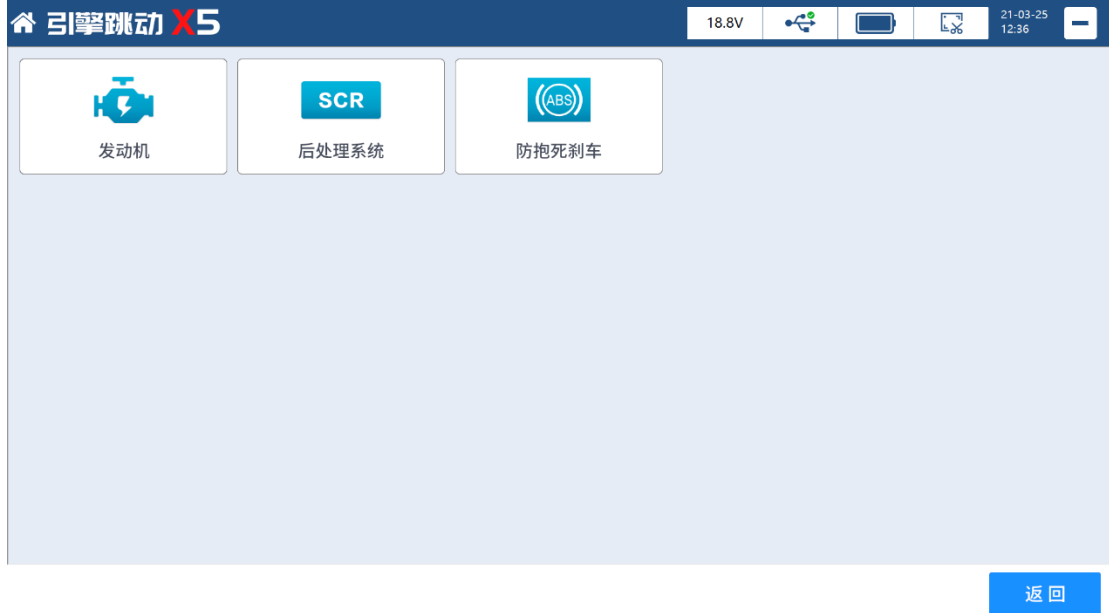 引擎跳动 X5
18.8V
21-03-25
12:36
SCR
(ABS)
发动机
后处理系统
防抱死刹车
返回